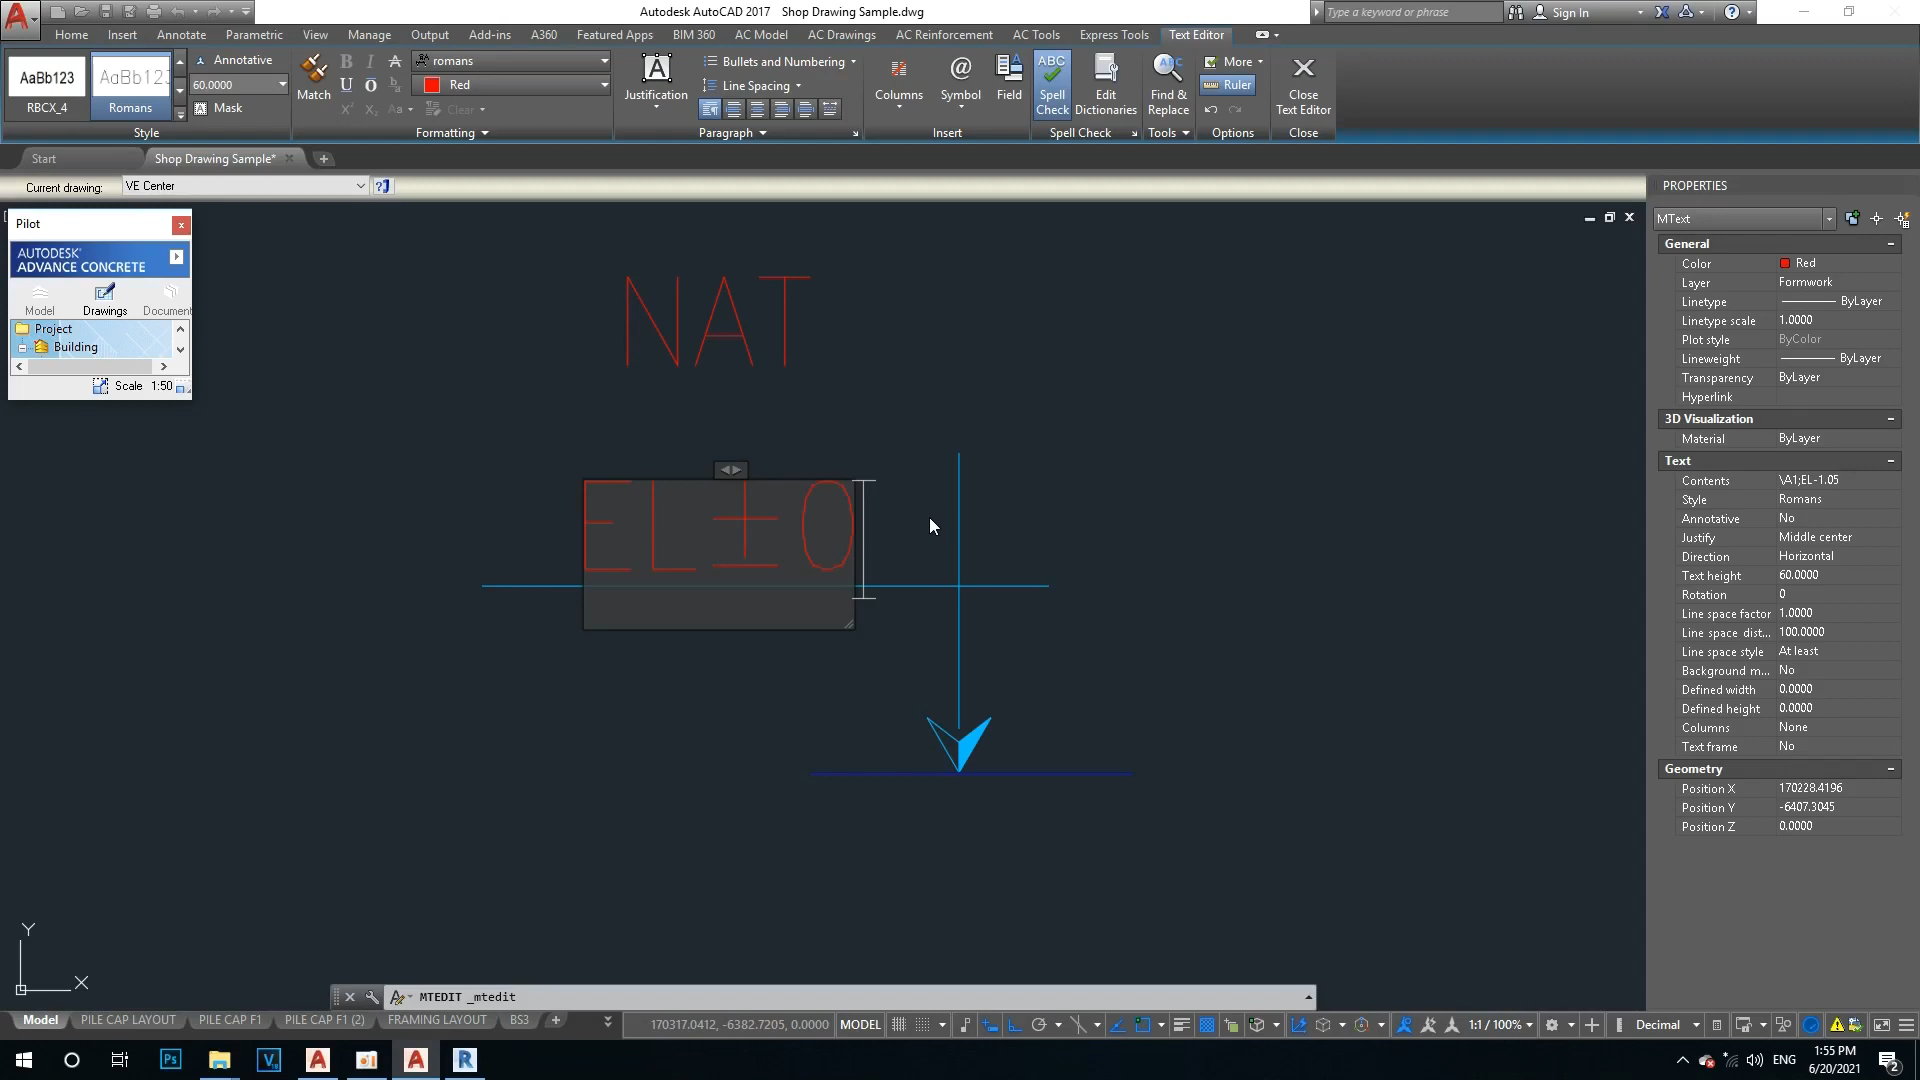 Autodesk AutoCAD 2017 Shop Drawing Sample.dwg
Type a keyword or phrase
Sign In
Home Insert Annotate Parametric View Manage Output Add-ins A360 Featured Apps BIM 360 AC Model AC Drawings AC Reinforcement AC Tools Express Tools Text Editor
AaBb123
RBCX_4
AaBb123
Romans
Annotative
60.0000
Mask
Style
Match
romans
Red
Clear
Formatting
Justification
Bullets and Numbering
Line Spacing
Paragraph
Columns
Symbol
Field
Insert
Spell
Check
Edit
Dictionaries
Spell Check
Find &
Replace
Tools
More
Ruler
Options
Close
Text Editor
Close
Start
Shop Drawing Sample*
Current drawing: VE Center
Pilot
AUTODESK®
ADVANCE CONCRETE
Model Drawings Document
Project
Building
Scale 1:50
NAT
EL±0
PROPERTIES
MText
General
Color Red
Layer Formwork
Linetype ByLayer
Linetype scale 1.0000
Plot style ByColor
Lineweight ByLayer
Transparency ByLayer
Hyperlink
3D Visualization
Material ByLayer
Text
Contents \A1;EL-1.05
Style Romans
Annotative No
Justify Middle center
Direction Horizontal
Text height 60.0000
Rotation 0
Line space factor 1.0000
Line space dist... 100.0000
Line space style At least
Background m... No
Defined width 0.0000
Defined height 0.0000
Columns None
Text frame No
Geometry
Position X 170228.4196
Position Y -6407.3045
Position Z 0.0000
Y
X
MTEDIT _mtedit
Model PILE CAP LAYOUT PILE CAP F1 PILE CAP F1 (2) FRAMING LAYOUT BS3
170317.0412, -6382.7205, 0.0000 MODEL 1:1 / 100% Decimal
ENG
1:55 PM
6/20/2021
2